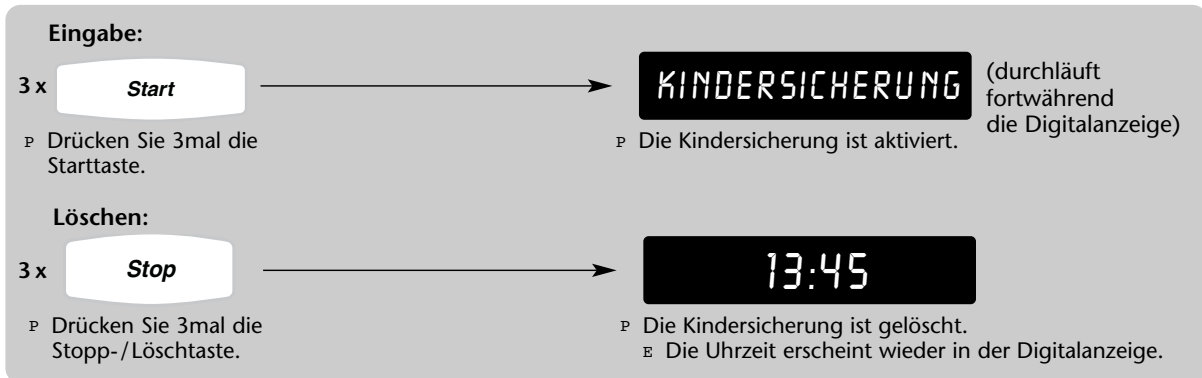 Eingabe:
3 x Start
KINDERSICHERUNG
(durchläuft
fortwährend
die Digitalanzeige)
P Drücken Sie 3mal die
Starttaste.
P Die Kindersicherung ist aktiviert.
Löschen:
3 x Stop
13:45
P Drücken Sie 3mal die
Stopp-/Löschtaste.
P Die Kindersicherung ist gelöscht.
E Die Uhrzeit erscheint wieder in der Digitalanzeige.